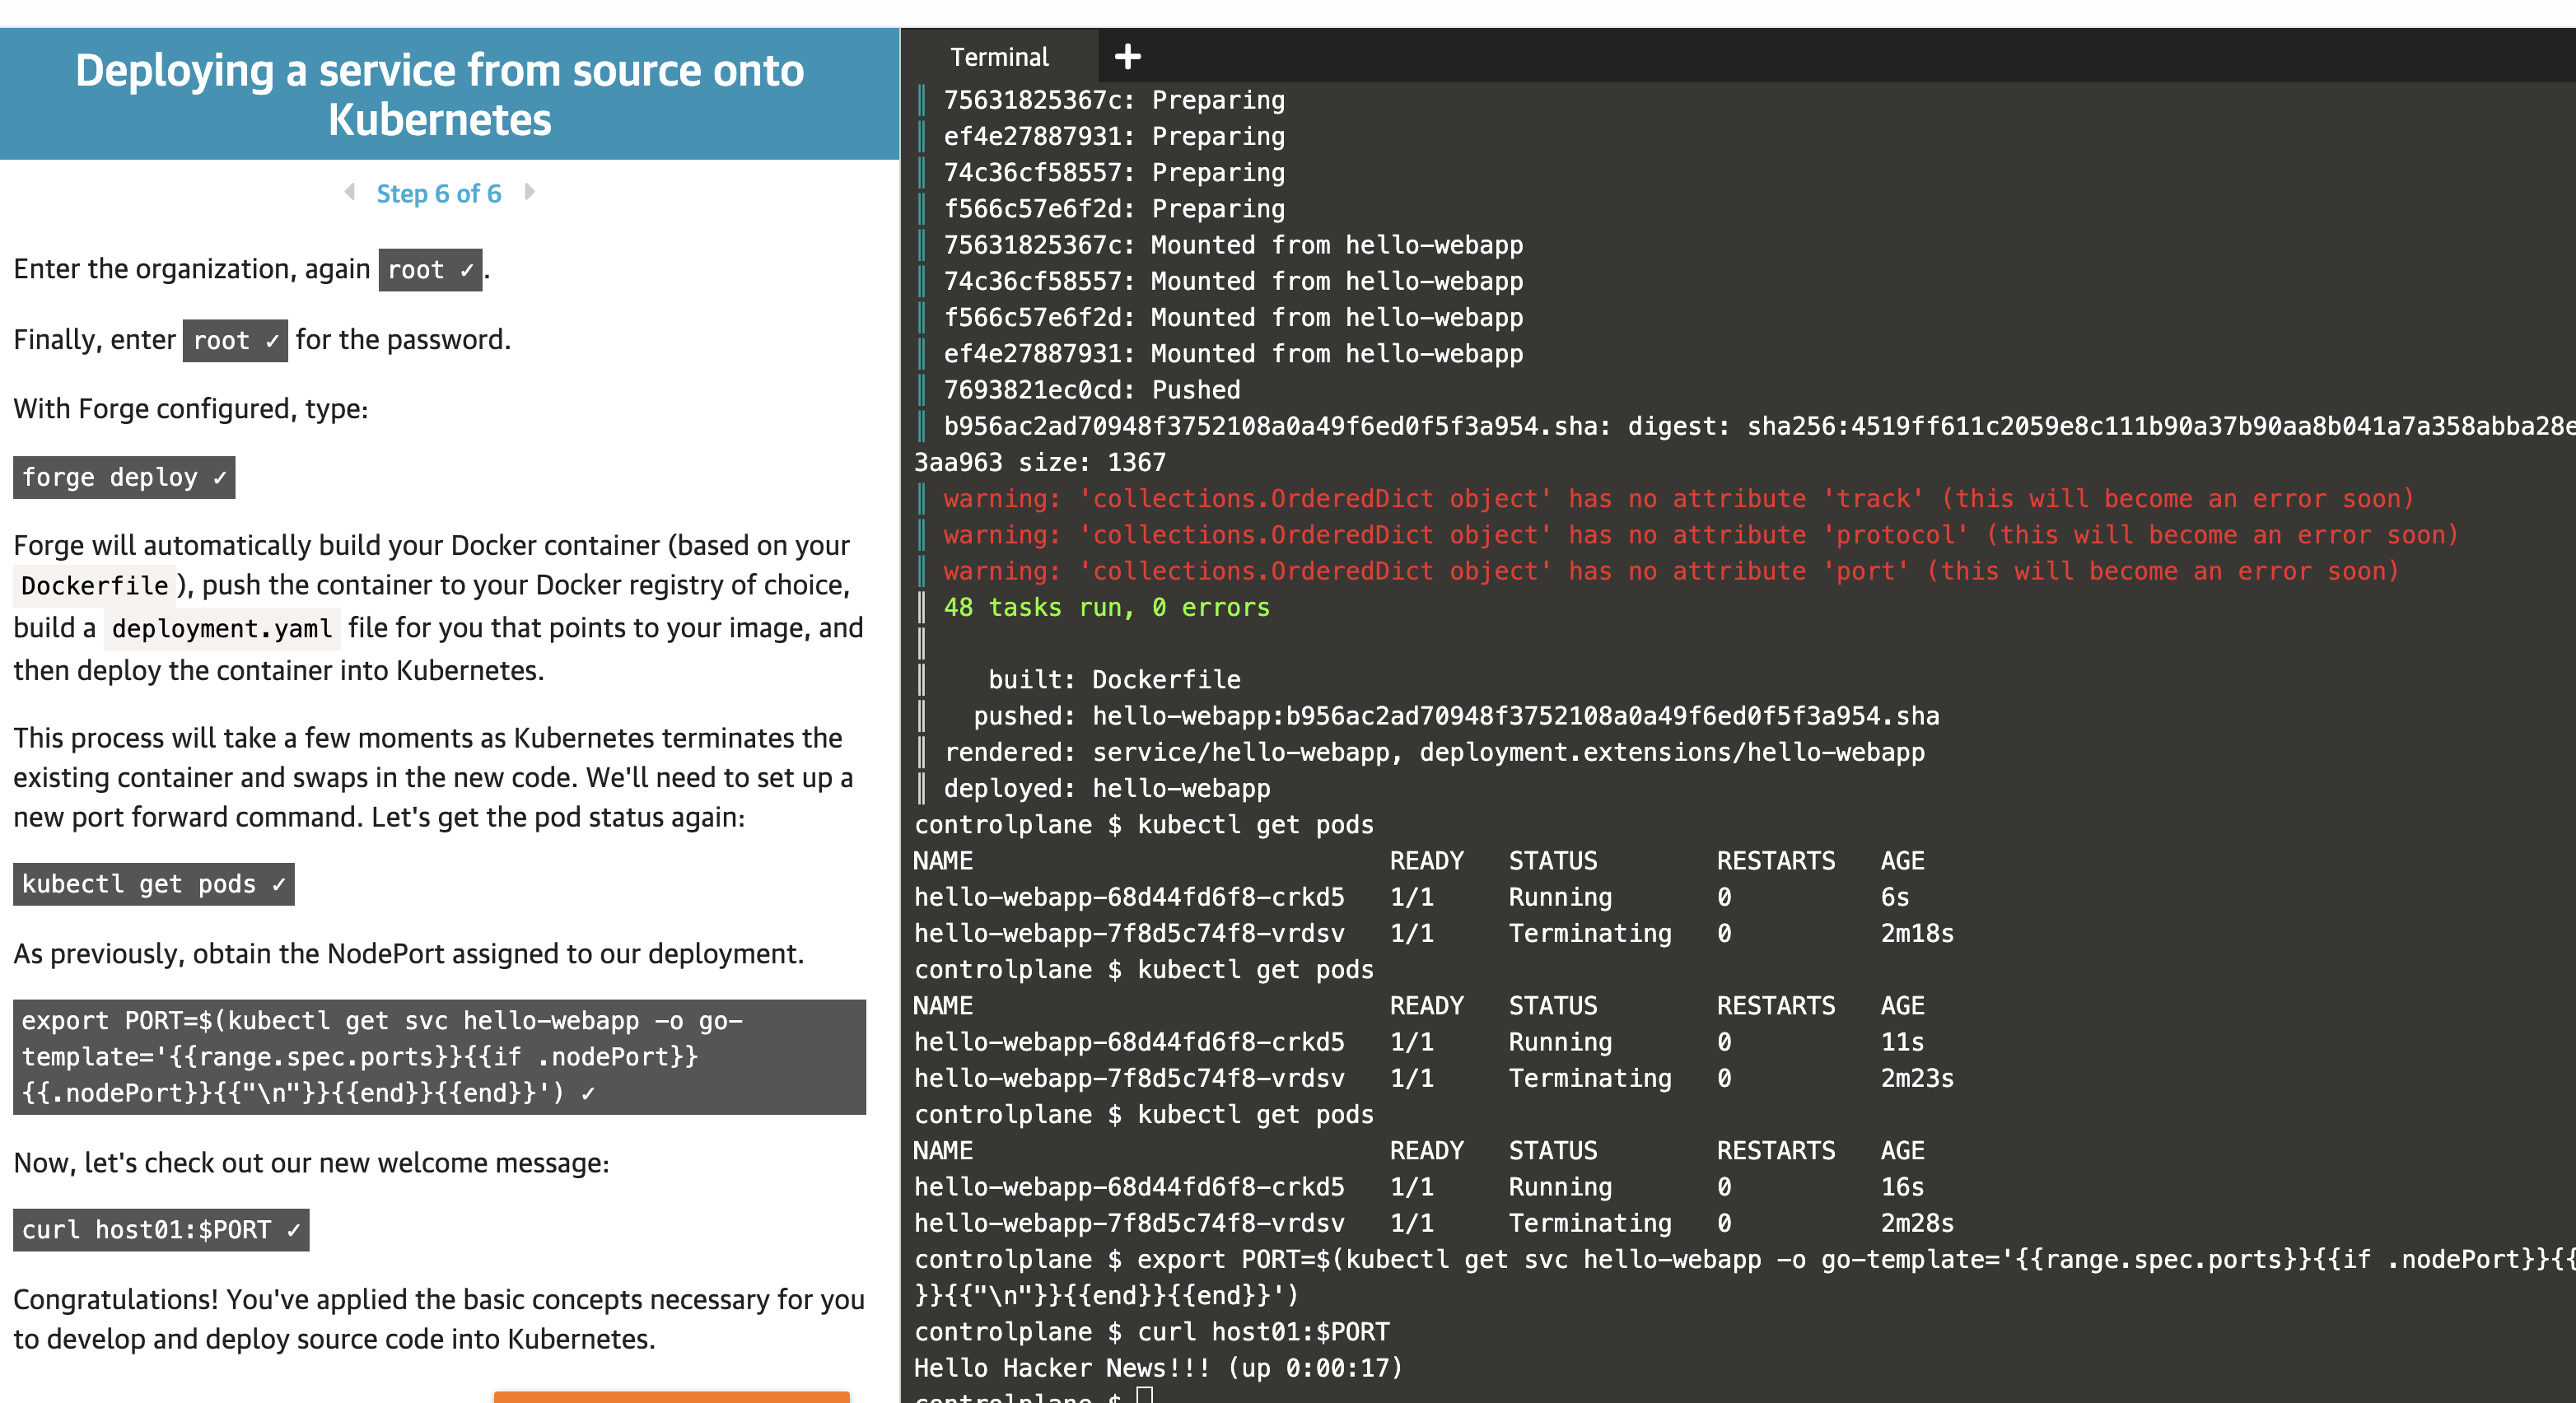 Deploying a service from source onto
Kubernetes
Step 6 of 6
Enter the organization, again root ✓.
Finally, enter root ✓ for the password.
With Forge configured, type:
forge deploy ✓
Forge will automatically build your Docker container (based on your
Dockerfile), push the container to your Docker registry of choice,
build a deployment.yaml file for you that points to your image, and
then deploy the container into Kubernetes.
This process will take a few moments as Kubernetes terminates the
existing container and swaps in the new code. We'll need to set up a
new port forward command. Let's get the pod status again:
kubectl get pods ✓
As previously, obtain the NodePort assigned to our deployment.
export PORT=$(kubectl get svc hello-webapp -o go-
template='{{range.spec.ports}}{{if .nodePort}}
{{.nodePort}}{{"\n"}}{{end}}{{end}}') ✓
Now, let's check out our new welcome message:
curl host01:$PORT ✓
Congratulations! You've applied the basic concepts necessary for you
to develop and deploy source code into Kubernetes.
Terminal +
75631825367c: Preparing
ef4e27887931: Preparing
74c36cf58557: Preparing
f566c57e6f2d: Preparing
75631825367c: Mounted from hello-webapp
74c36cf58557: Mounted from hello-webapp
f566c57e6f2d: Mounted from hello-webapp
ef4e27887931: Mounted from hello-webapp
7693821ec0cd: Pushed
b956ac2ad70948f3752108a0a49f6ed0f5f3a954.sha: digest: sha256:4519ff611c2059e8c111b90a37b90aa8b041a7a358abba28e
3aa963 size: 1367
warning: 'collections.OrderedDict object' has no attribute 'track' (this will become an error soon)
warning: 'collections.OrderedDict object' has no attribute 'protocol' (this will become an error soon)
warning: 'collections.OrderedDict object' has no attribute 'port' (this will become an error soon)
48 tasks run, 0 errors
built: Dockerfile
pushed: hello-webapp:b956ac2ad70948f3752108a0a49f6ed0f5f3a954.sha
rendered: service/hello-webapp, deployment.extensions/hello-webapp
deployed: hello-webapp
controlplane $ kubectl get pods
NAME READY STATUS RESTARTS AGE
hello-webapp-68d44fd6f8-crkd5 1/1 Running 0 6s
hello-webapp-7f8d5c74f8-vrdsv 1/1 Terminating 0 2m18s
controlplane $ kubectl get pods
NAME READY STATUS RESTARTS AGE
hello-webapp-68d44fd6f8-crkd5 1/1 Running 0 11s
hello-webapp-7f8d5c74f8-vrdsv 1/1 Terminating 0 2m23s
controlplane $ kubectl get pods
NAME READY STATUS RESTARTS AGE
hello-webapp-68d44fd6f8-crkd5 1/1 Running 0 16s
hello-webapp-7f8d5c74f8-vrdsv 1/1 Terminating 0 2m28s
controlplane $ export PORT=$(kubectl get svc hello-webapp -o go-template='{{range.spec.ports}}{{if .nodePort}}{{
}}{{"\n"}}{{end}}{{end}}')
controlplane $ curl host01:$PORT
Hello Hacker News!!! (up 0:00:17)
controlplane $